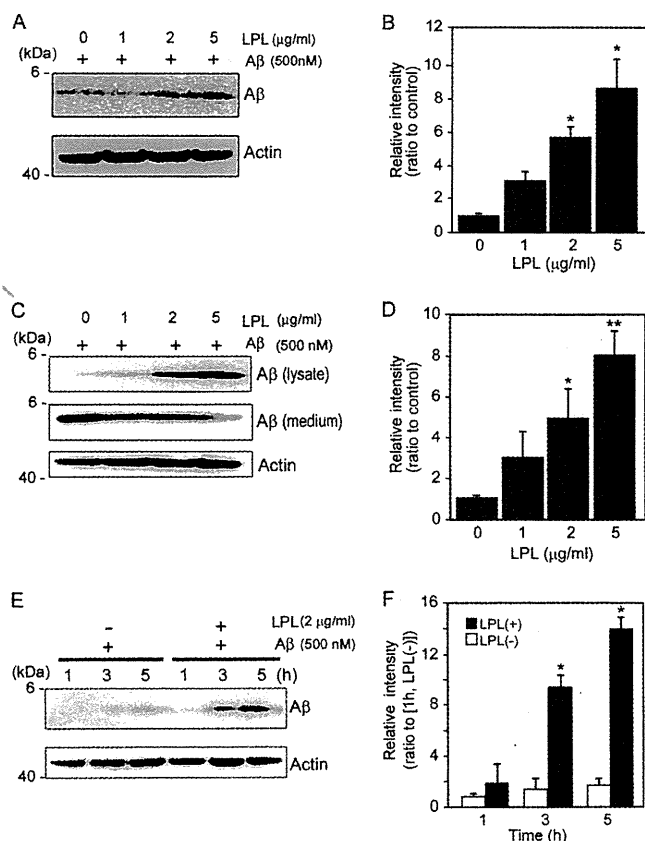 A
0 1 2 5 LPL (μg/ml)
+ + + + Aβ (500nM)
(kDa)
6 -
Aβ
Actin
40 -
B
Relative intensity
(ratio to control)
12
10
8
6
4
2
0
*
*
0 1 2 5
LPL (μg/ml)
C
0 1 2 5 LPL (μg/ml)
+ + + + Aβ (500 nM)
(kDa)
6 -
Aβ (lysate)
6 -
Aβ (medium)
Actin
40 -
D
Relative intensity
(ratio to control)
10
8
6
4
2
0
*
**
0 1 2 5
LPL (μg/ml)
E
- + LPL(2 μg/ml)
+ + Aβ (500 nM)
(kDa) 1 3 5 1 3 5 (h)
6 -
Aβ
Actin
40 -
F
Relative intensity
(ratio to [1h, LPL(-)])
16
12
8
4
0
LPL(+)
LPL(-)
*
*
1 3 5
Time (h)